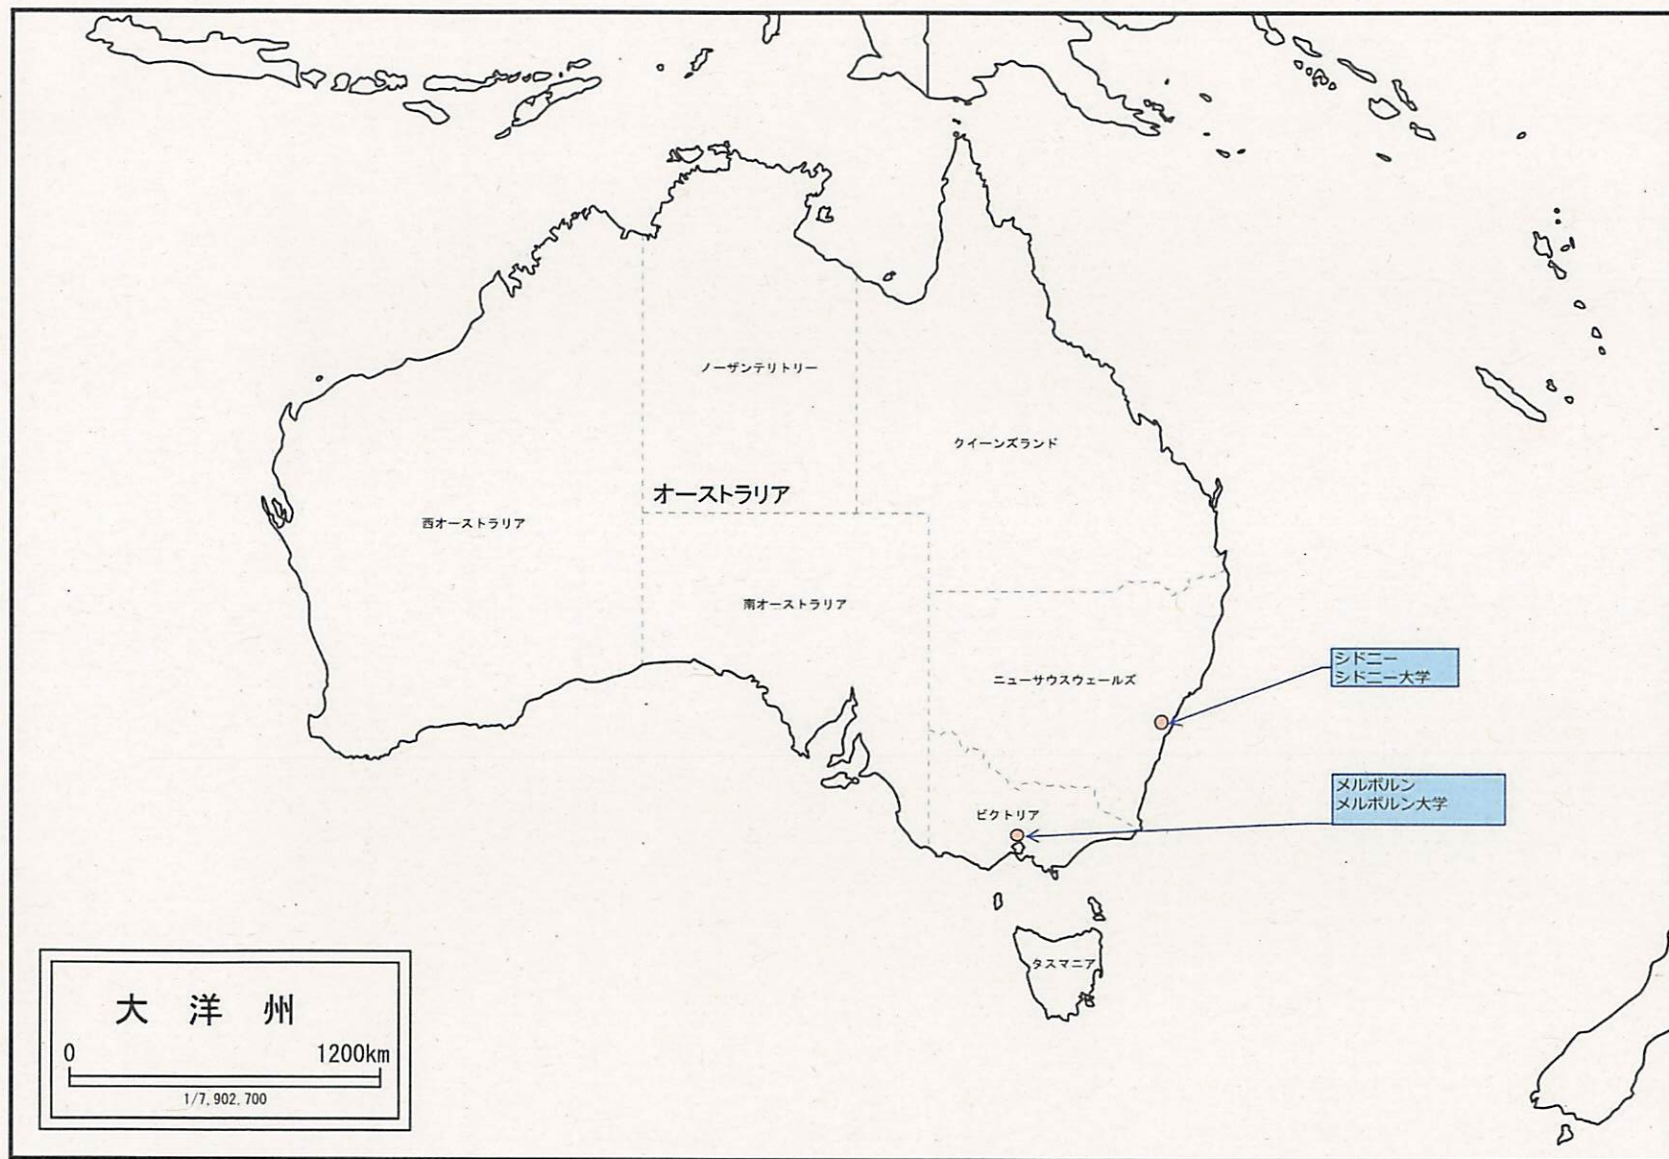 ノーザンテリトリー
クイーンズランド
オーストラリア
西オーストラリア
南オーストラリア
ニューサウスウェールズ
シドニー
シドニー大学
メルボルン
メルボルン大学
ビクトリア
タスマニア
大 洋 州
0 1200km
1/7,902,700